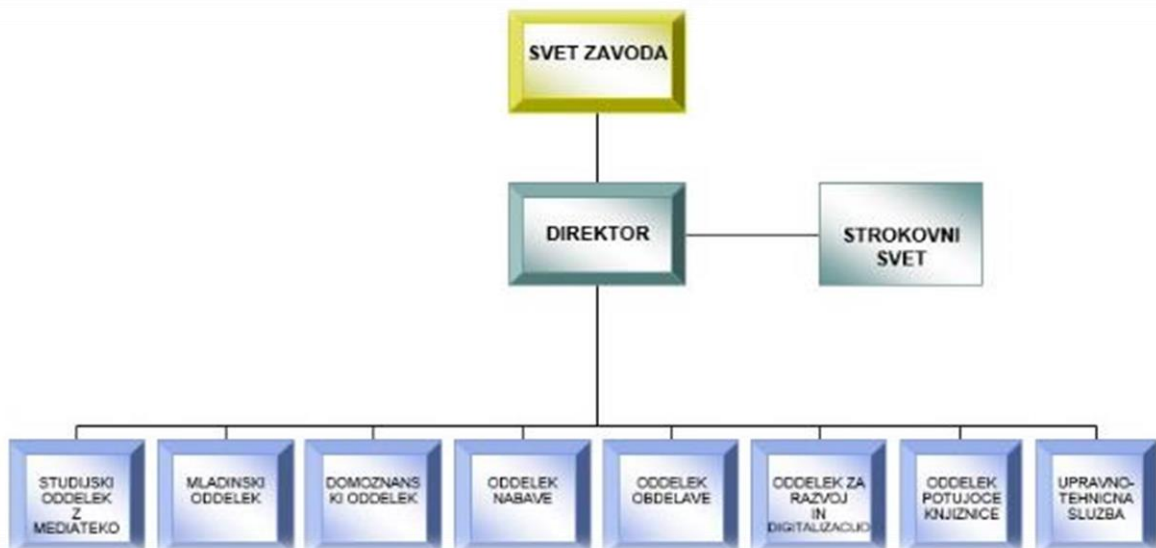 SVET ZAVODA
DIREKTOR
STROKOVNI
SVET
STUDIJSKI
ODDELEK
Z
MEDIATEKO
MLADINSKI
ODDELEK
DOMOZNANS
KI ODDELEK
ODDELEK
NABAVE
ODDELEK
OBDELAVE
ODDELEK ZA
RAZVOJ
IN
DIGITALIZACIJO
ODDELEK
POTUJOCE
KNJIZNICE
UPRAVNO-
TEHNICNA
SLUZBA